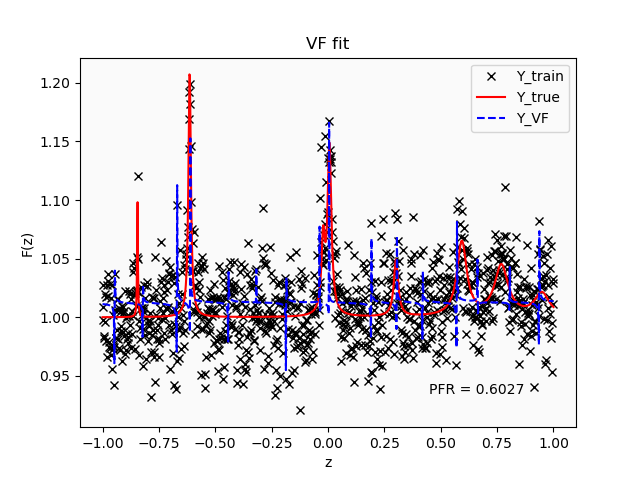 VF fit
Y_train
Y_true
Y_VF
F(z)
1.20
1.15
1.10
1.05
1.00
0.95
PFR = 0.6027
−1.00 −0.75 −0.50 −0.25 0.00 0.25 0.50 0.75 1.00
z